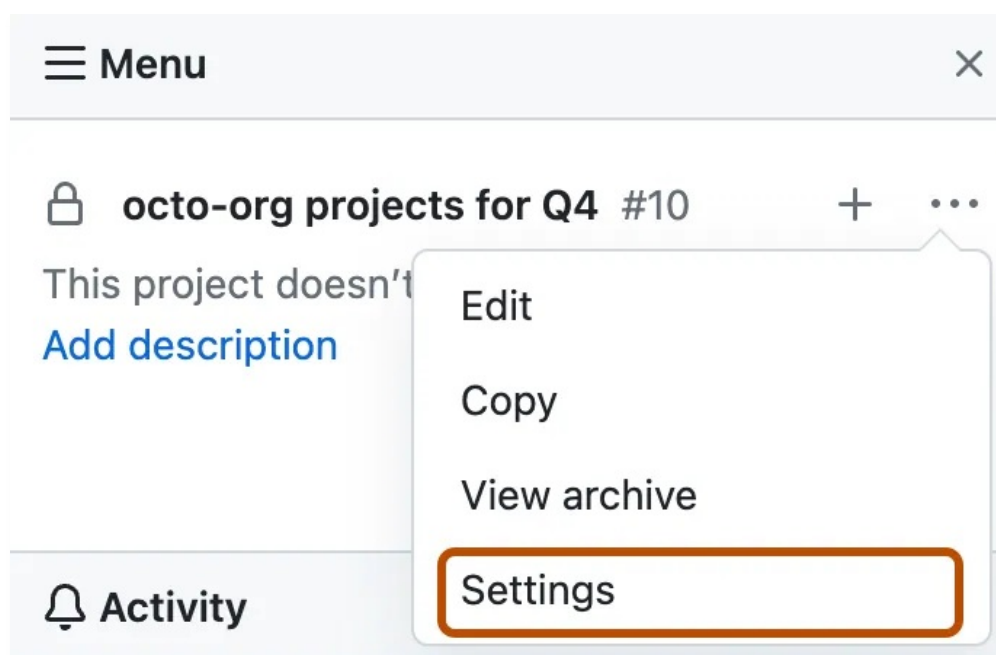 Menu
octo-org projects for Q4 #10
This project doesn't
Add description
Edit
Copy
View archive
Settings
Activity